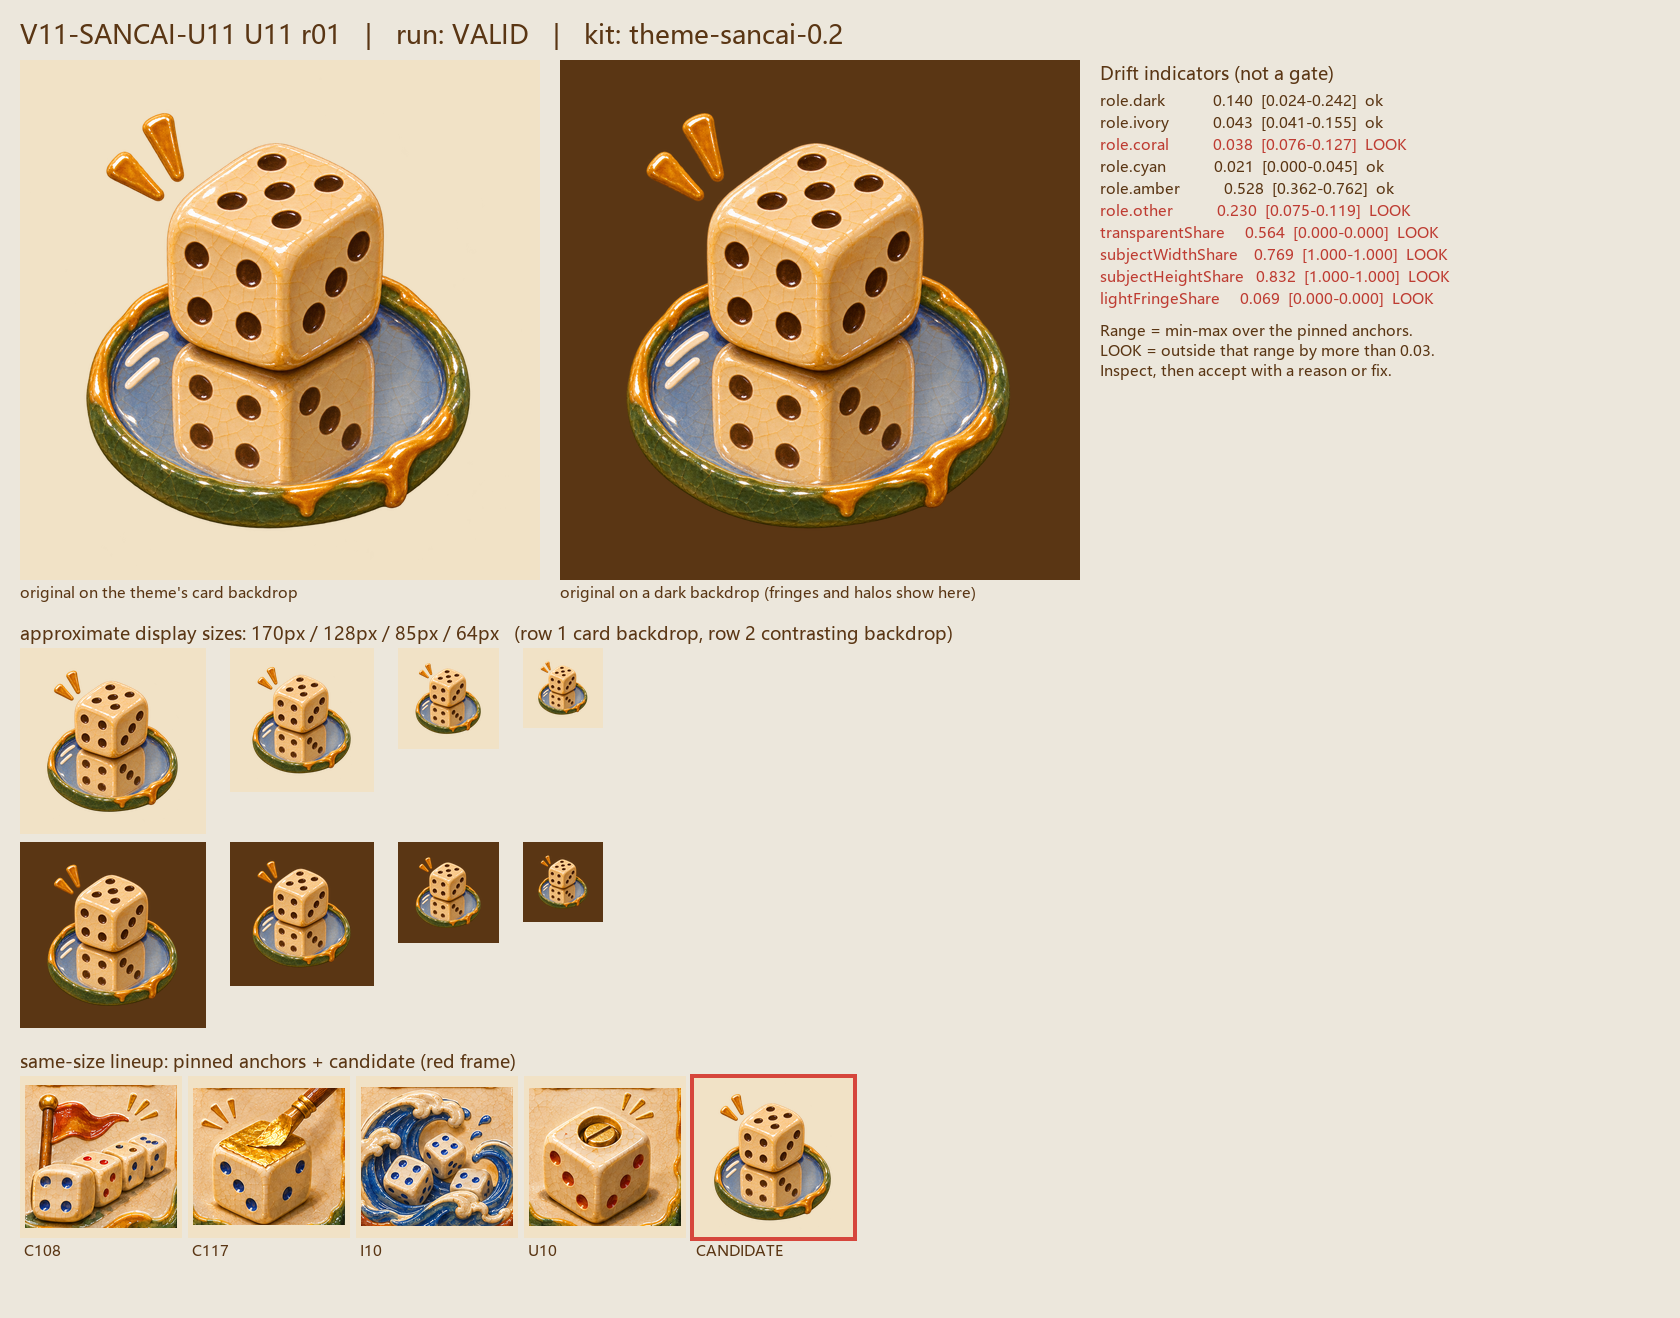 V11-SANCAI-U11 U11 r01 | run: VALID | kit: theme-sancai-0.2
Drift indicators (not a gate)
role.dark 0.140 [0.024-0.242] ok
role.ivory 0.043 [0.041-0.155] ok
role.coral 0.038 [0.076-0.127] LOOK
role.cyan 0.021 [0.000-0.045] ok
role.amber 0.528 [0.362-0.762] ok
role.other 0.230 [0.075-0.119] LOOK
transparentShare 0.564 [0.000-0.000] LOOK
subjectWidthShare 0.769 [1.000-1.000] LOOK
subjectHeightShare 0.832 [1.000-1.000] LOOK
lightFringeShare 0.069 [0.000-0.000] LOOK
Range = min-max over the pinned anchors.
LOOK = outside that range by more than 0.03.
Inspect, then accept with a reason or fix.
original on the theme's card backdrop
original on a dark backdrop (fringes and halos show here)
approximate display sizes: 170px / 128px / 85px / 64px (row 1 card backdrop, row 2 contrasting backdrop)
same-size lineup: pinned anchors + candidate (red frame)
C108
C117
I10
U10
CANDIDATE